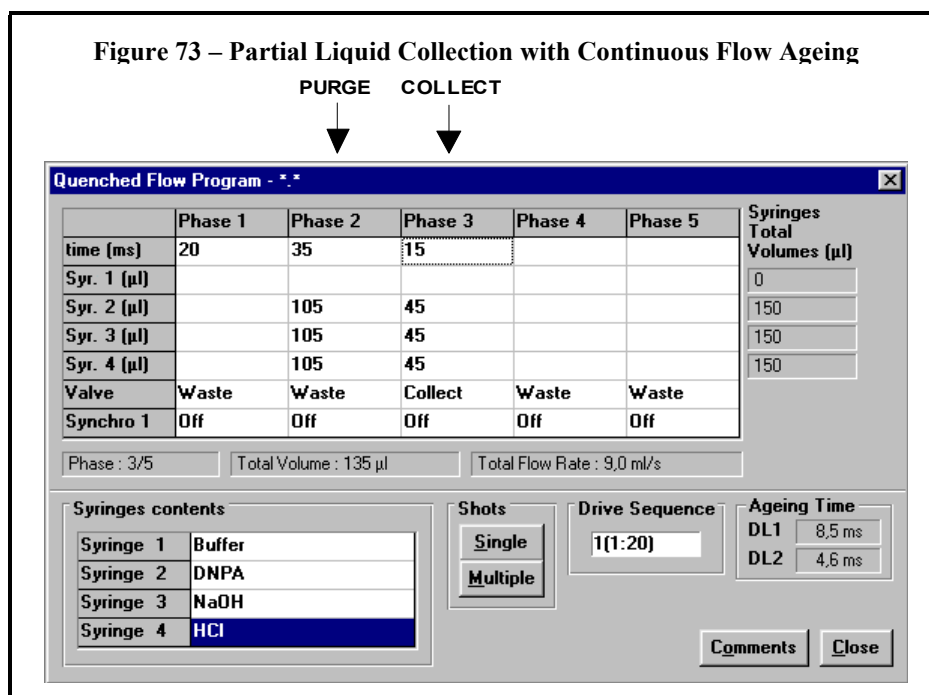 Figure 73 – Partial Liquid Collection with Continuous Flow Ageing
PURGE COLLECT
Quenched Flow Program - *.*
Phase 1 Phase 2 Phase 3 Phase 4 Phase 5
Syringes
Total
Volumes (µl)
time (ms) 20 35 15
Syr. 1 (µl) 0
Syr. 2 (µl) 105 45 150
Syr. 3 (µl) 105 45 150
Syr. 4 (µl) 105 45 150
Valve Waste Waste Collect Waste Waste
Synchro 1 Off Off Off Off Off
Phase : 3/5 Total Volume : 135 µl Total Flow Rate : 9,0 ml/s
Syringes contents
Syringe 1 Buffer
Syringe 2 DNPA
Syringe 3 NaOH
Syringe 4 HCl
Shots
Single
Multiple
Drive Sequence
1(1:20)
Ageing Time
DL1 8,5 ms
DL2 4,6 ms
Comments Close